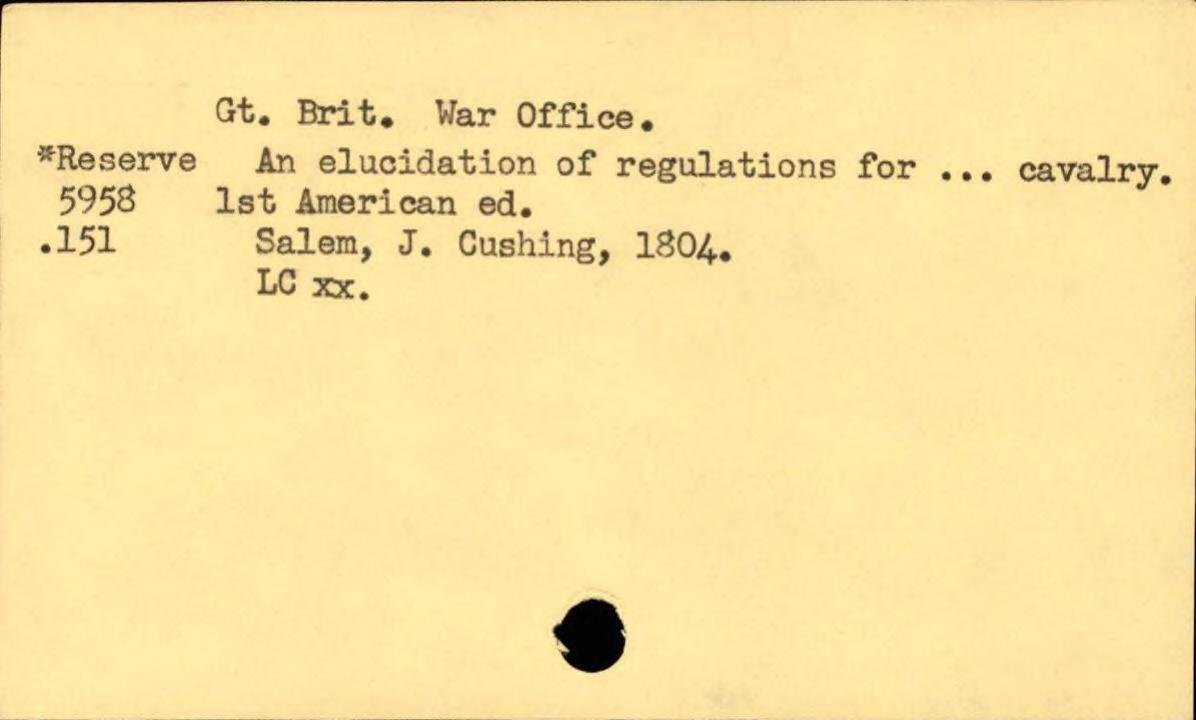 Gt. Brit. War Office.
*Reserve An elucidation of regulations for ... cavalry.
5958 1st American ed.
.151 Salem, J. Cushing, 1804.
LC xx.